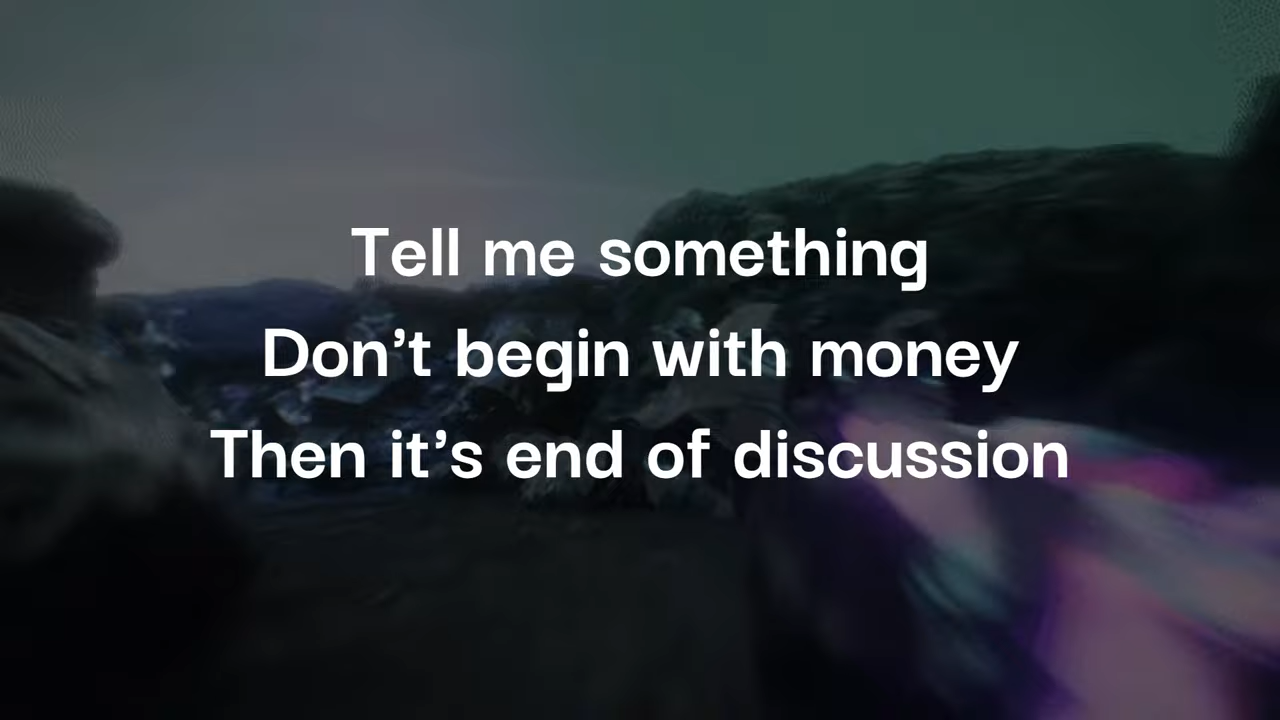 Tell me something
Don’t begin with money
Then it’s end of discussion